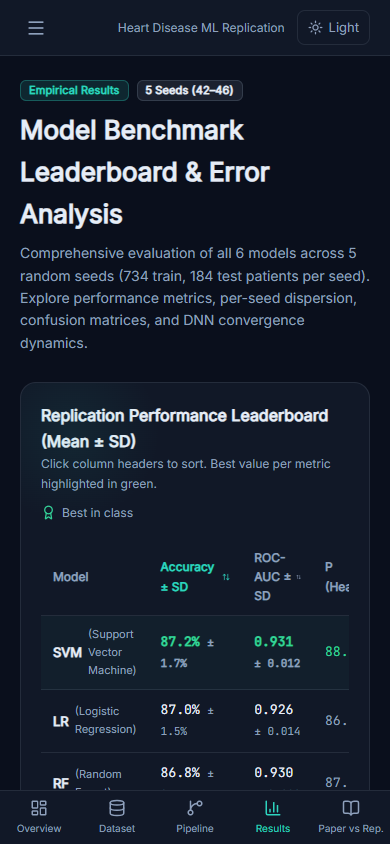 Heart Disease ML Replication
Light
Empirical Results
5 Seeds (42–46)
Model Benchmark
Leaderboard & Error
Analysis
Comprehensive evaluation of all 6 models across 5
random seeds (734 train, 184 test patients per seed).
Explore performance metrics, per-seed dispersion,
confusion matrices, and DNN convergence
dynamics.
Replication Performance Leaderboard
(Mean ± SD)
Click column headers to sort. Best value per metric
highlighted in green.
Best in class
Model
Accuracy
± SD
ROC-
AUC ±
SD
P
(Hea
SVM
(Support
Vector
Machine)
87.2% ±
1.7%
0.931
± 0.012
88.
LR
(Logistic
Regression)
87.0% ±
1.5%
0.926
± 0.014
86.
RF
(Random
86.8% ±
0.930
87.
Overview
Dataset
Pipeline
Results
Paper vs Rep.